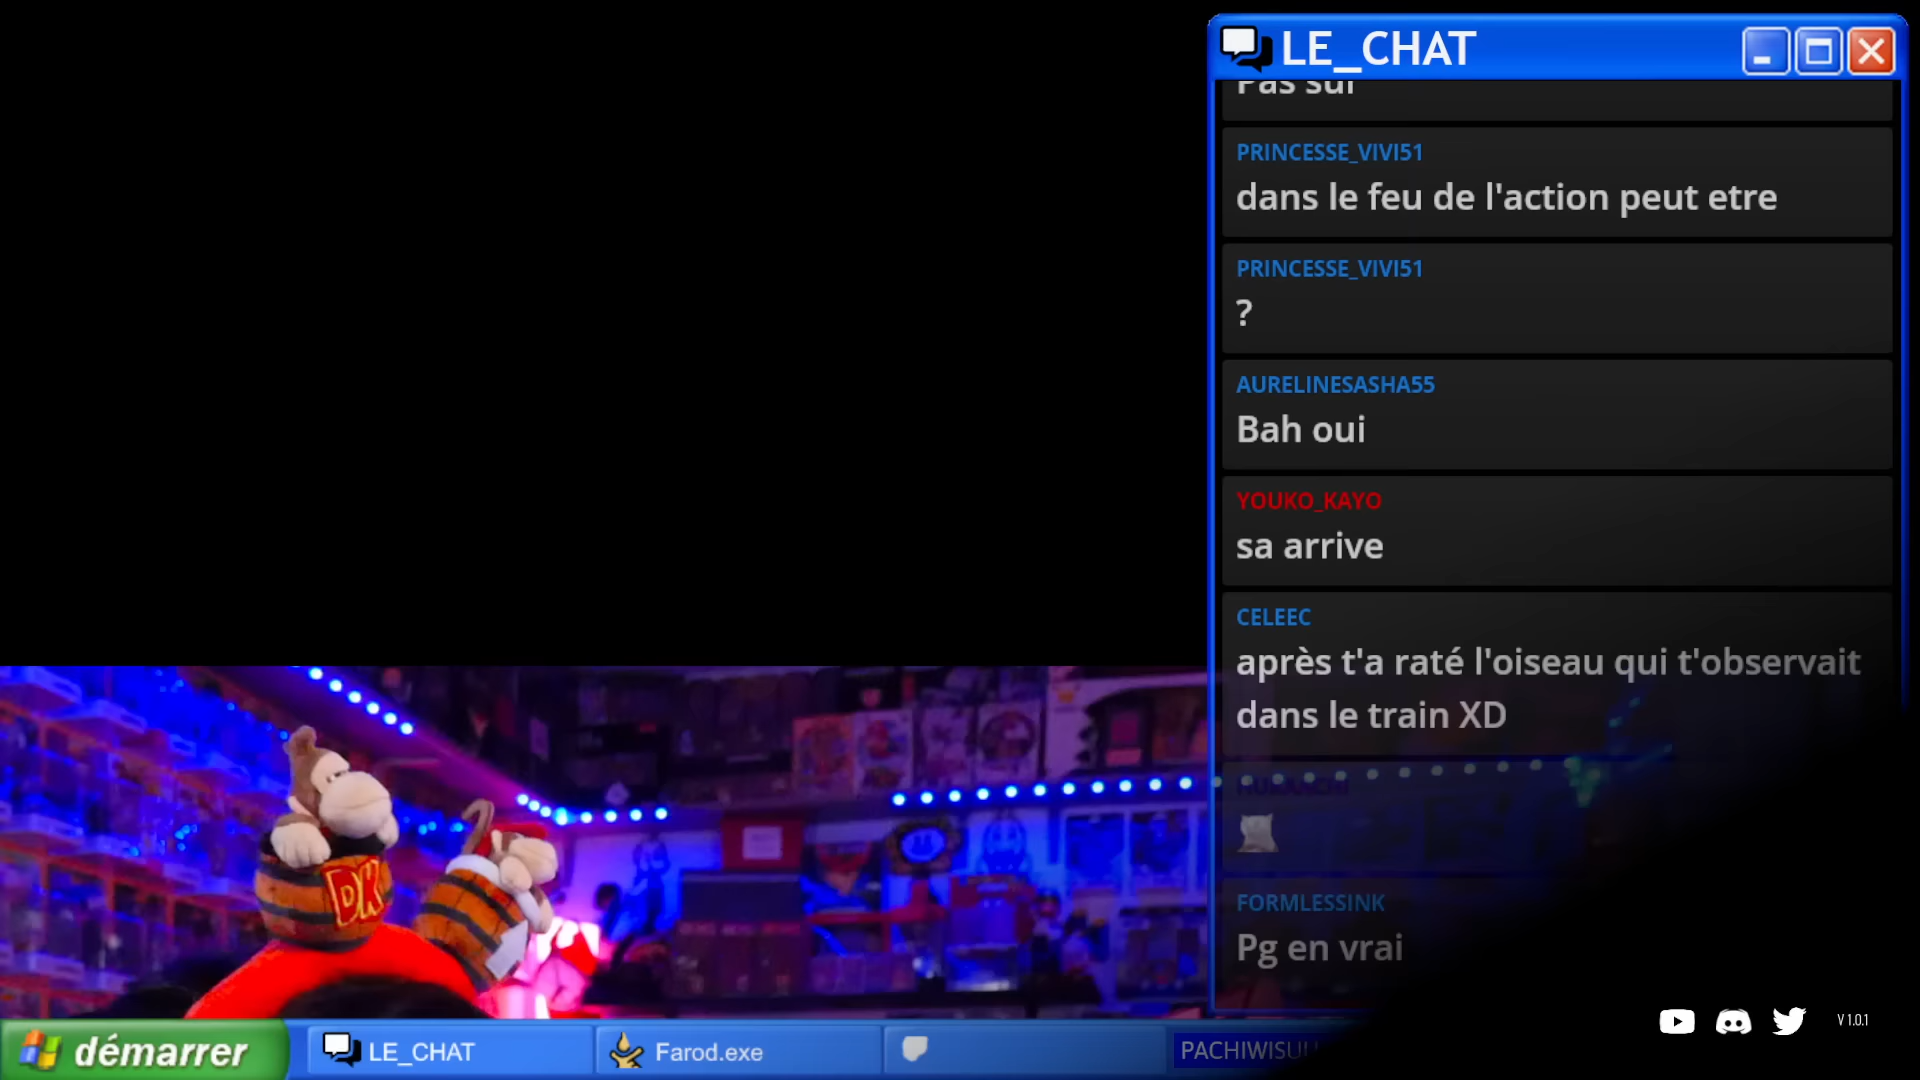 LE_CHAT
Pas sur
PRINCESSE_VIVI51
dans le feu de l'action peut etre
PRINCESSE_VIVI51
?
AURELINESASHA55
Bah oui
YOUKO_KAYO
sa arrive
CELEEC
après t'a raté l'oiseau qui t'observait
dans le train XD
FORMLESSINK
Pg en vrai
DK
V 1.0.1
démarrer
LE_CHAT
Farod.exe